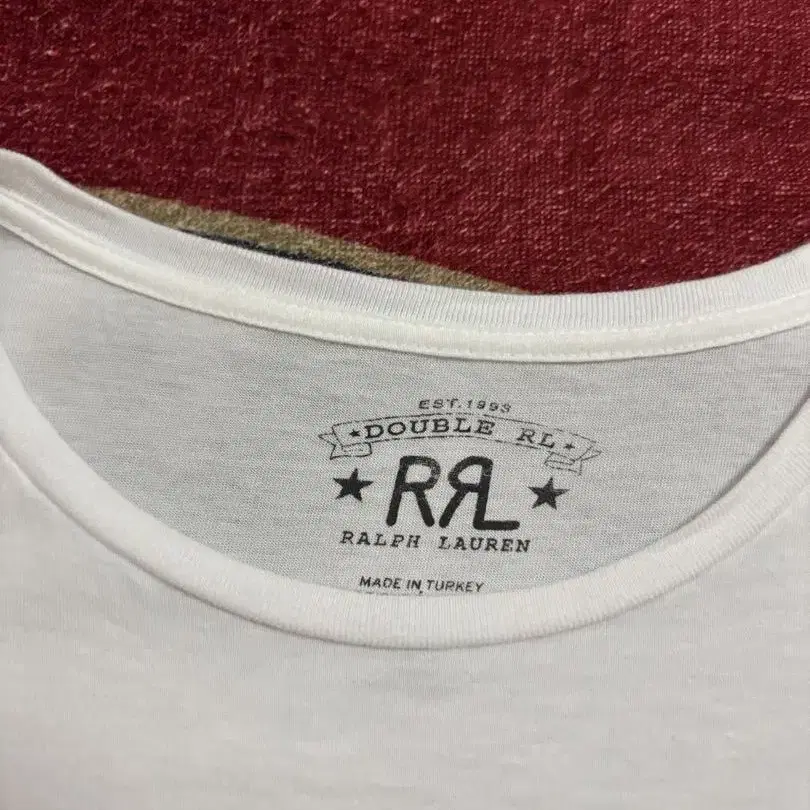 EST. 1993
★DOUBLE RL★
★ RRL ★
RALPH LAUREN
MADE IN TURKEY